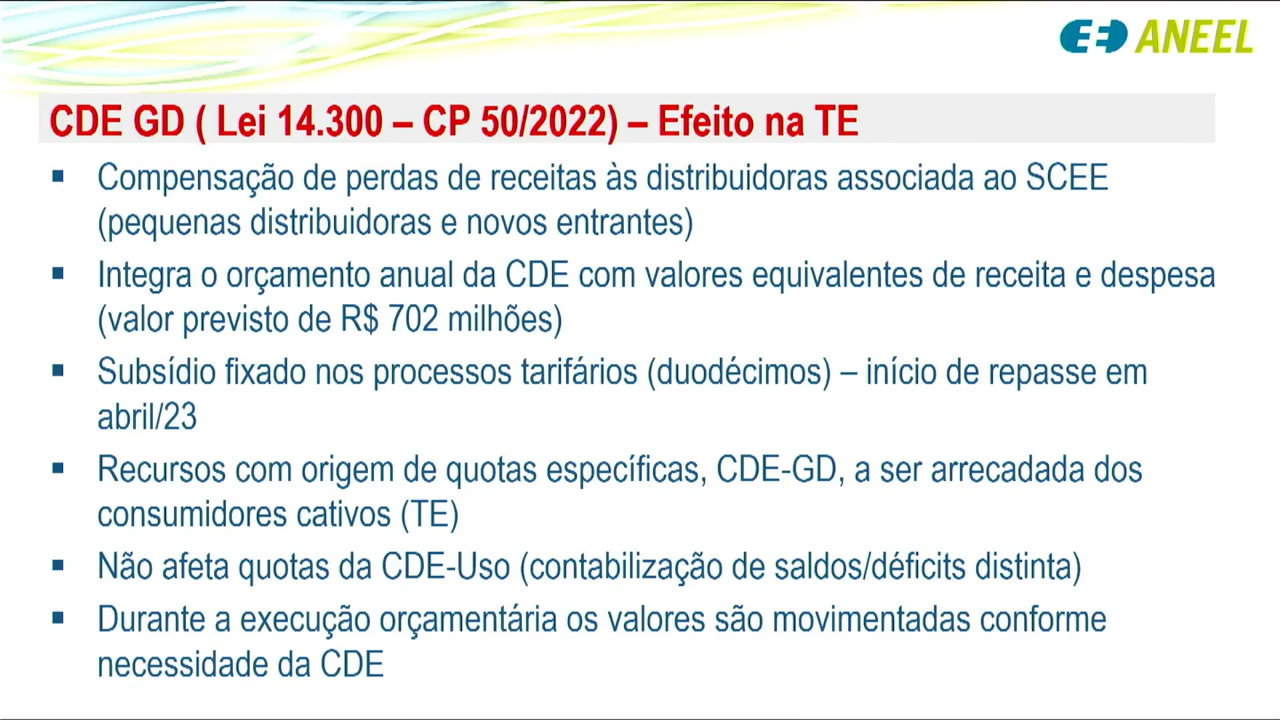 ANEEL
CDE GD ( Lei 14.300 – CP 50/2022) – Efeito na TE
▪ Compensação de perdas de receitas às distribuidoras associada ao SCEE
(pequenas distribuidoras e novos entrantes)
▪ Integra o orçamento anual da CDE com valores equivalentes de receita e despesa
(valor previsto de R$ 702 milhões)
▪ Subsídio fixado nos processos tarifários (duodécimos) – início de repasse em
abril/23
▪ Recursos com origem de quotas específicas, CDE-GD, a ser arrecadada dos
consumidores cativos (TE)
▪ Não afeta quotas da CDE-Uso (contabilização de saldos/déficits distinta)
▪ Durante a execução orçamentária os valores são movimentadas conforme
necessidade da CDE